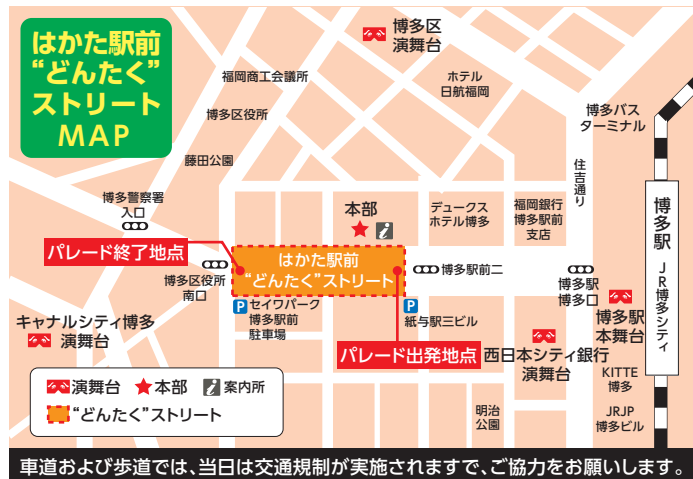 はかた駅前
“どんたく”
ストリート
MAP
博多区
演舞台
福岡商工会議所
ホテル
日航福岡
博多区役所
博多バス
ターミナル
藤田公園
住吉通り
博多警察署
入口
本部
デュークス
ホテル博多
福岡銀行
博多駅前
支店
博多駅 JR博多シティ
パレード終了地点
はかた駅前
“どんたく”ストリート
博多駅前二
博多区役所
南口
博多駅
博多口
P セイワパーク
博多駅前
駐車場
P
紙与駅三ビル
博多駅
本舞台
キャナルシティ博多
演舞台
パレード出発地点
西日本シティ銀行
演舞台
KITTE
博多
演舞台 本部 i 案内所
“どんたく”ストリート
明治
公園
JRJP
博多ビル
車道および歩道では、当日は交通規制が実施されますで、ご協力をお願いします。